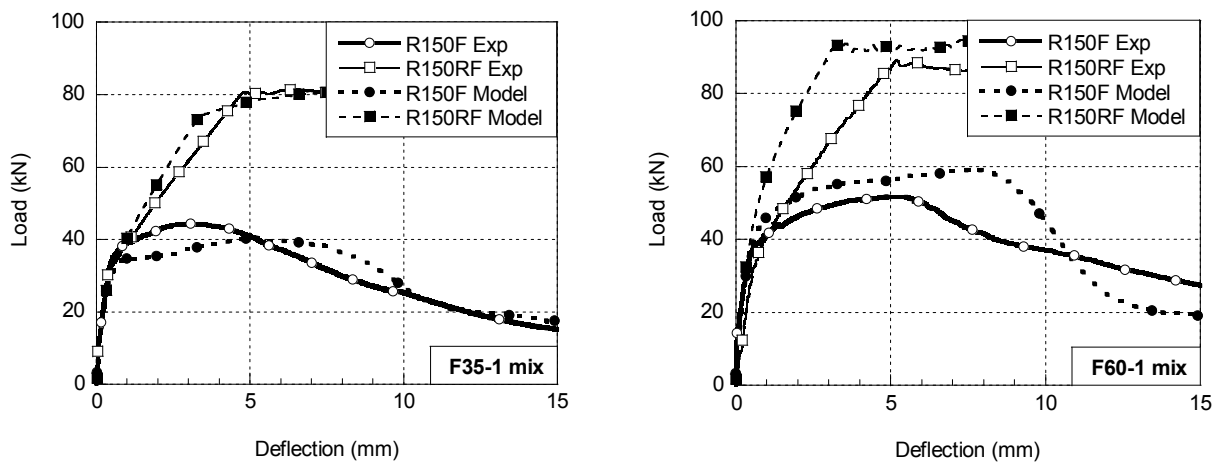 100
80
60
40
20
0
Load (kN)
R150F Exp
R150RF Exp
R150F Model
R150RF Model
F35-1 mix
0 5 10 15
Deflection (mm)
100
80
60
40
20
0
Load (kN)
R150F Exp
R150RF Exp
R150F Model
R150RF Model
F60-1 mix
0 5 10 15
Deflection (mm)